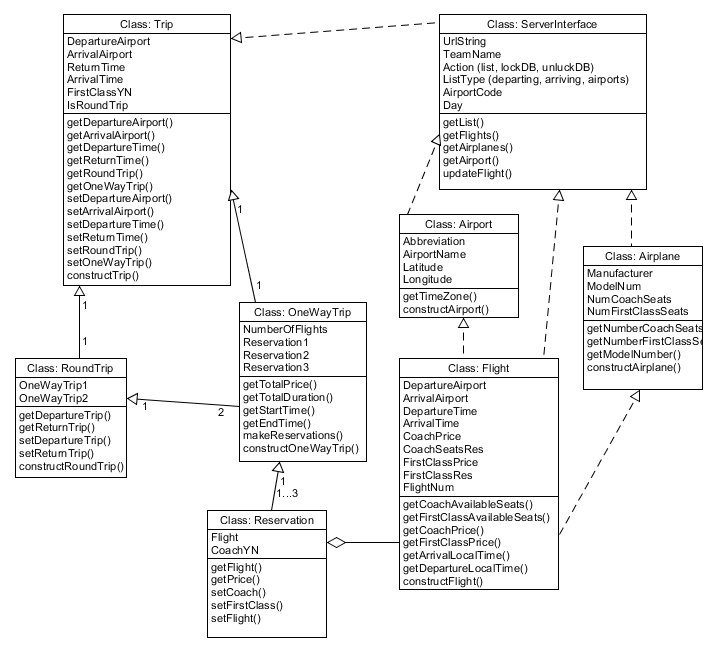 Class: Trip
DepartureAirport
ArrivalAirport
ReturnTime
ArrivalTime
FirstClassYN
IsRoundTrip
getDepartureAirport()
getArrivalAirport()
getDepartureTime()
getReturnTime()
getRoundTrip()
getOneWayTrip()
setDepartureAirport()
setArrivalAirport()
setDepartureTime()
setReturnTime()
setRoundTrip()
setOneWayTrip()
constructTrip()
Class: ServerInterface
UrlString
TeamName
Action (list, lockDB, unluckDB)
ListType (departing, arriving, airports)
AirportCode
Day
getList()
getFlights()
getAirplanes()
getAirport()
updateFlight()
1
1
1
1
Class: Airport
Abbreviation
AirportName
Latitude
Longitude
getTimeZone()
constructAirport()
Class: Airplane
Manufacturer
ModelNum
NumCoachSeats
NumFirstClassSeats
getNumberCoachSeats
getNumberFirstClassSe
getModelNumber()
constructAirplane()
Class: OneWayTrip
NumberOfFlights
Reservation1
Reservation2
Reservation3
getTotalPrice()
getTotalDuration()
getStartTime()
getEndTime()
makeReservations()
constructOneWayTrip()
Class: RoundTrip
OneWayTrip1
OneWayTrip2
getDepartureTrip()
getReturnTrip()
setDepartureTrip()
setReturnTrip()
constructRoundTrip()
1
2
Class: Flight
DepartureAirport
ArrivalAirport
DepartureTime
ArrivalTime
CoachPrice
CoachSeatsRes
FirstClassPrice
FirstClassRes
FlightNum
getCoachAvailableSeats()
getFirstClassAvailableSeats()
getCoachPrice()
getFirstClassPrice()
getArrivalLocalTime()
getDepartureLocalTime()
constructFlight()
1
1...3
Class: Reservation
Flight
CoachYN
getFlight()
getPrice()
setCoach()
setFirstClass()
setFlight()